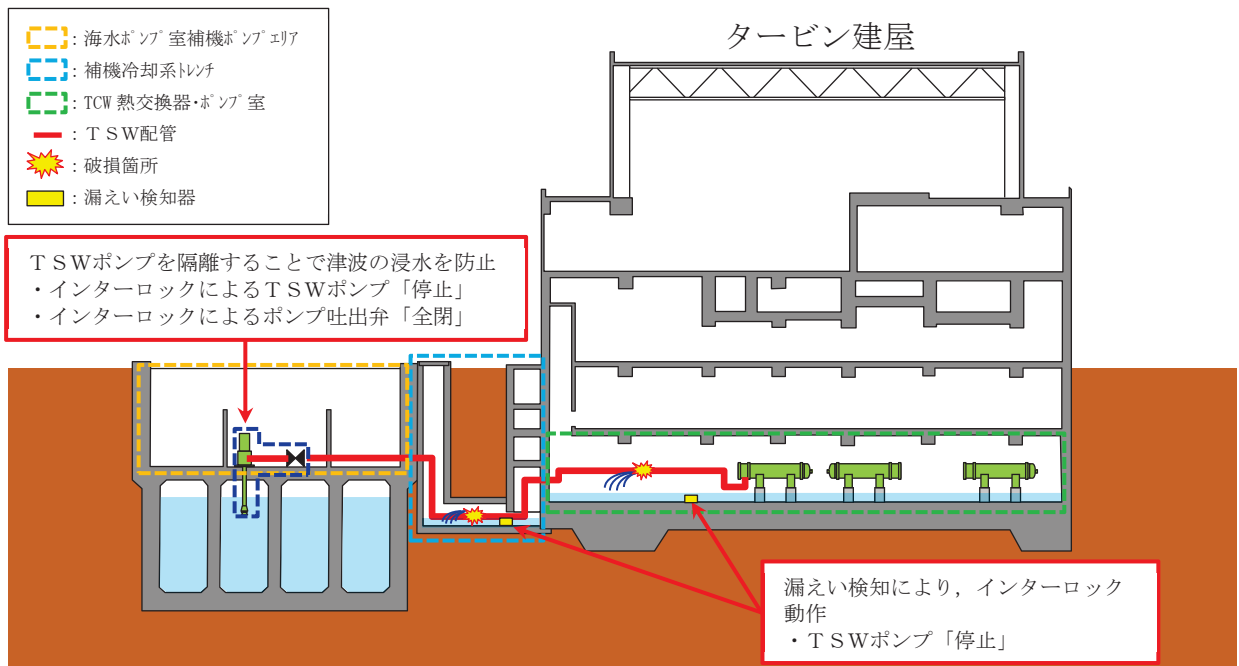 ：海水ﾎﾟﾝﾌﾟ室補機ﾎﾟﾝﾌﾟｴﾘｱ
：補機冷却系ﾄﾚﾝﾁ
：TCW 熱交換器・ﾎﾟﾝﾌﾟ室
：ＴＳＷ配管
：破損箇所
：漏えい検知器
タービン建屋
ＴＳＷポンプを隔離することで津波の浸水を防止
・インターロックによるＴＳＷポンプ「停止」
・インターロックによるポンプ吐出弁「全閉」
漏えい検知により，インターロック
動作
・ＴＳＷポンプ「停止」